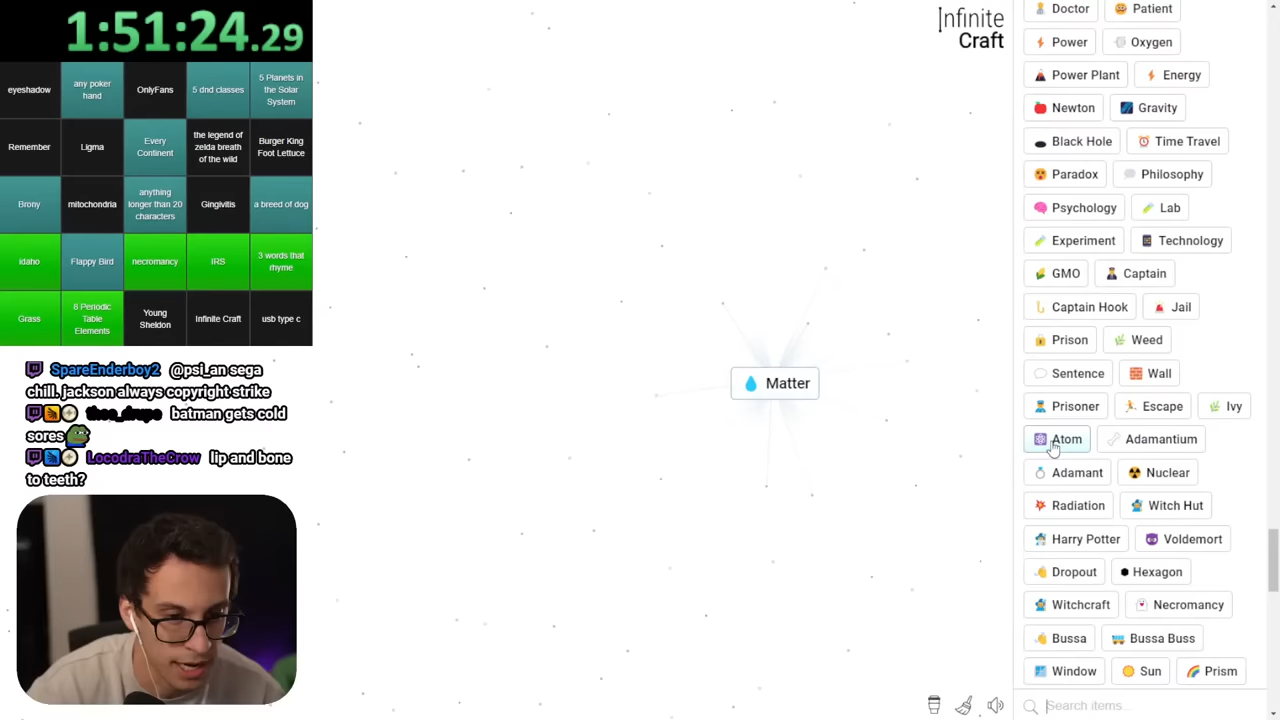 1:51:24.29
eyeshadow
any poker
hand
OnlyFans
5 dnd classes
5 Planets in
the Solar
System
Remember
Ligma
Every
Continent
the legend of
zelda breath
of the wild
Burger King
Foot Lettuce
Brony
mitochondria
anything
longer than 20
characters
Gingivitis
a breed of dog
idaho
Flappy Bird
necromancy
IRS
3 words that
rhyme
Grass
8 Periodic
Table
Elements
Young
Sheldon
Infinite Craft
usb type c
SpareEnderboy2 @psi_an sega
chill. jackson always copyright strike
thee_drupe batman gets cold
sores
LocodraTheCrow lip and bone
to teeth?
Infinite
Craft
Matter
Doctor Patient
Power Oxygen
Power Plant Energy
Newton Gravity
Black Hole Time Travel
Paradox Philosophy
Psychology Lab
Experiment Technology
GMO Captain
Captain Hook Jail
Prison Weed
Sentence Wall
Prisoner Escape Ivy
Atom Adamantium
Adamant Nuclear
Radiation Witch Hut
Harry Potter Voldemort
Dropout Hexagon
Witchcraft Necromancy
Bussa Bussa Buss
Window Sun Prism
Search items...